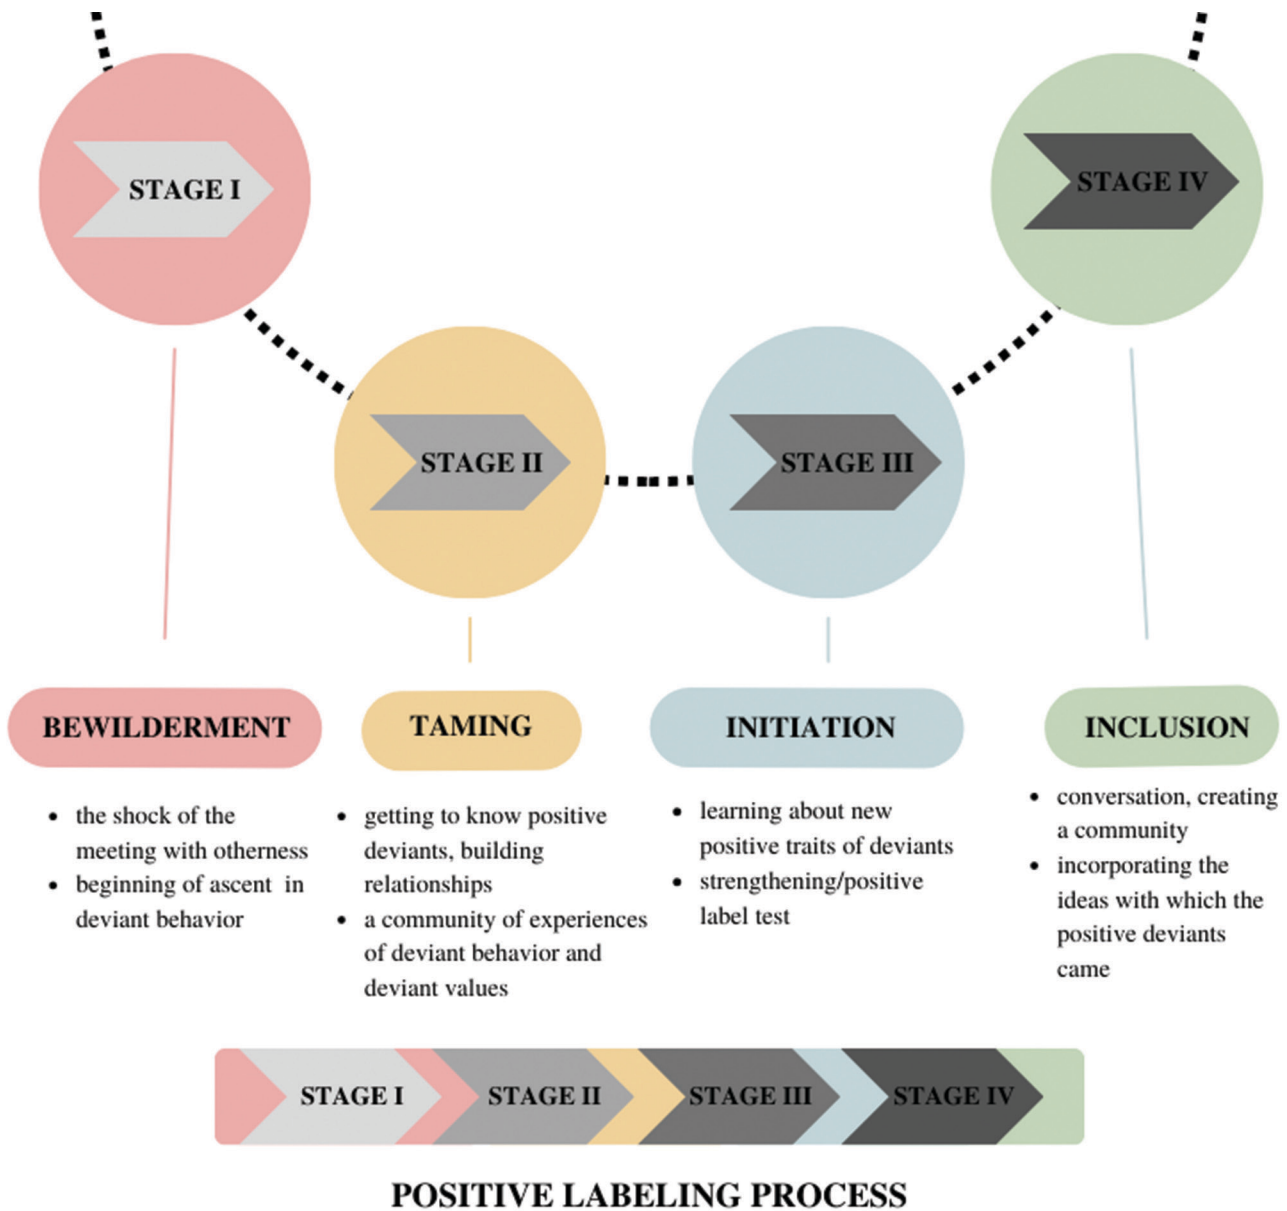 STAGE I
STAGE IV
STAGE II
STAGE III
BEWILDERMENT
• the shock of the
meeting with otherness
• beginning of ascent in
deviant behavior
TAMING
• getting to know positive
deviants, building
relationships
• a community of experiences
of deviant behavior and
deviant values
INITIATION
• learning about new
positive traits of deviants
• strengthening/positive
label test
INCLUSION
• conversation, creating
a community
• incorporating the
ideas with which the
positive deviants
came
STAGE I
STAGE II
STAGE III
STAGE IV
POSITIVE LABELING PROCESS